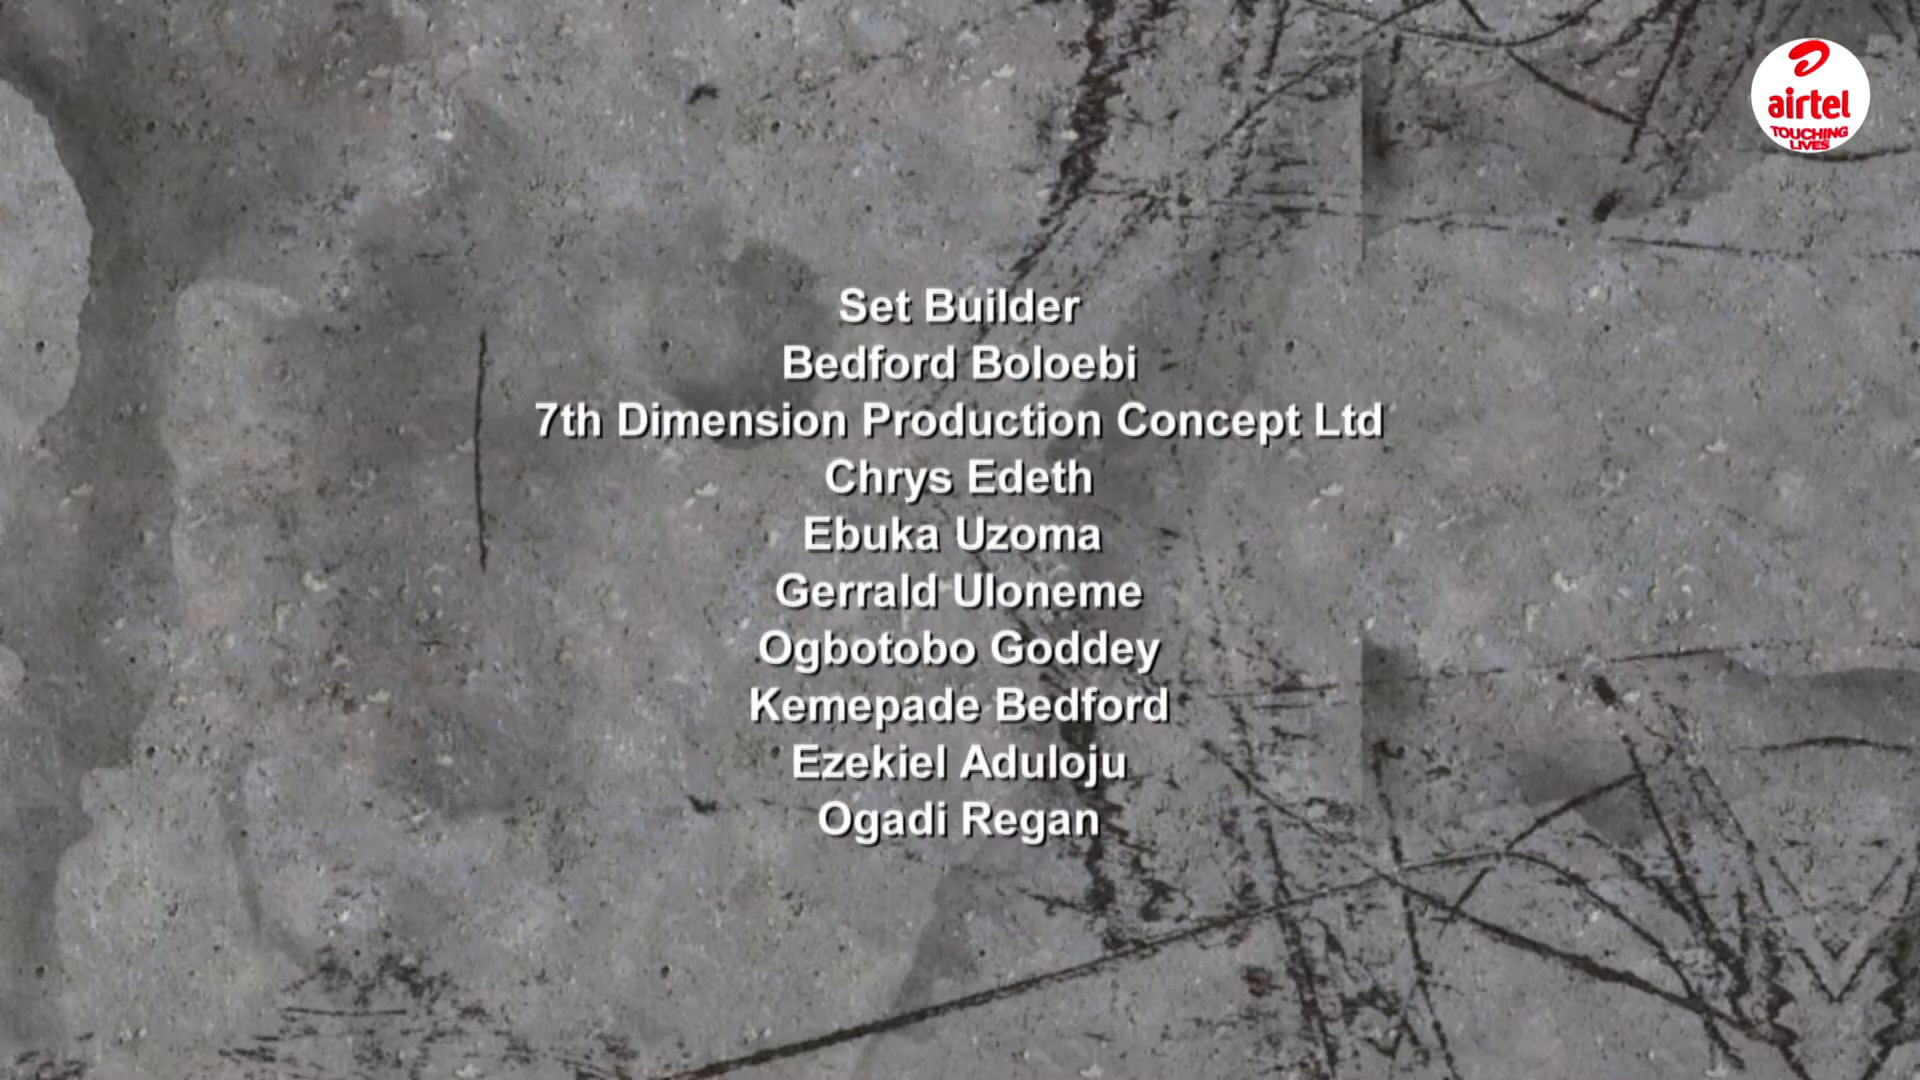 airtel
TOUCHING
LIVES
Set Builder
Bedford Boloebi
7th Dimension Production Concept Ltd
Chrys Edeth
Ebuka Uzoma
Gerrald Uloneme
Ogbotobo Goddey
Kemepade Bedford
Ezekiel Aduloju
Ogadi Regan